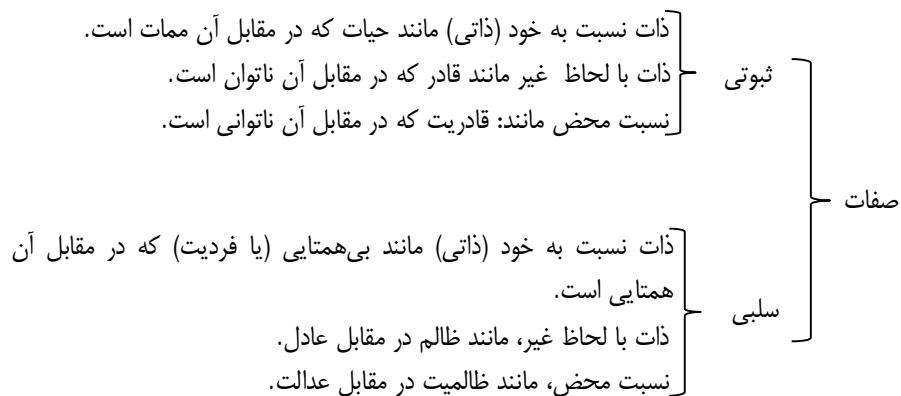 صفات
ثبوتی
ذات نسبت به خود (ذاتی) مانند حیات که در مقابل آن ممات است.
ذات با لحاظ غیر مانند قادر که در مقابل آن ناتوان است.
نسبت محض مانند: قادریت که در مقابل آن ناتوانی است.
سلبی
ذات نسبت به خود (ذاتی) مانند بی‌همتایی (یا فردیت) که در مقابل آن
همتایی است.
ذات با لحاظ غیر، مانند ظالم در مقابل عادل.
نسبت محض، مانند ظالمیت در مقابل عدالت.